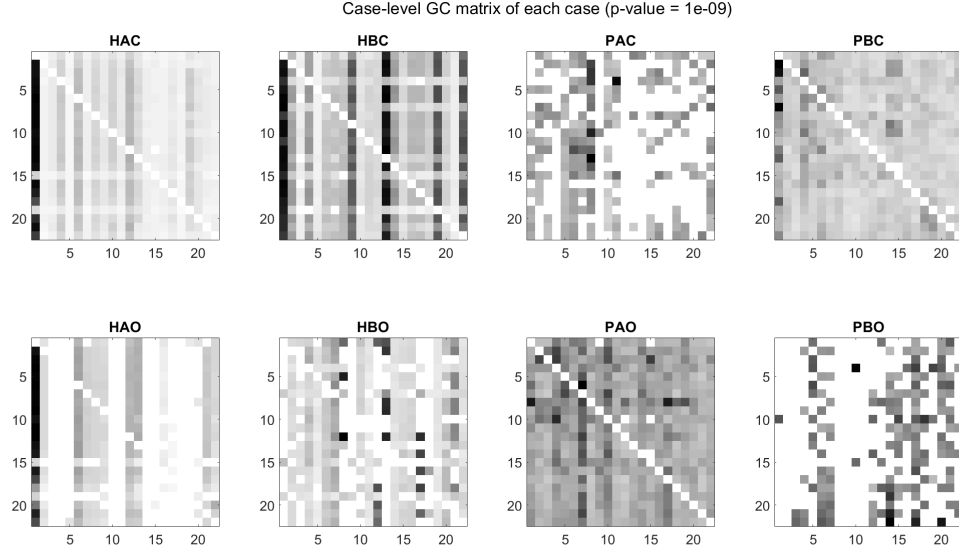 Case-level GC matrix of each case (p-value = 1e-09)
HAC HBC PAC PBC
5 5 5 5
10 10 10 10
15 15 15 15
20 20 20 20
5 10 15 20 5 10 15 20 5 10 15 20 5 10 15 20
HAO HBO PAO PBO
5 5 5 5
10 10 10 10
15 15 15 15
20 20 20 20
5 10 15 20 5 10 15 20 5 10 15 20 5 10 15 20